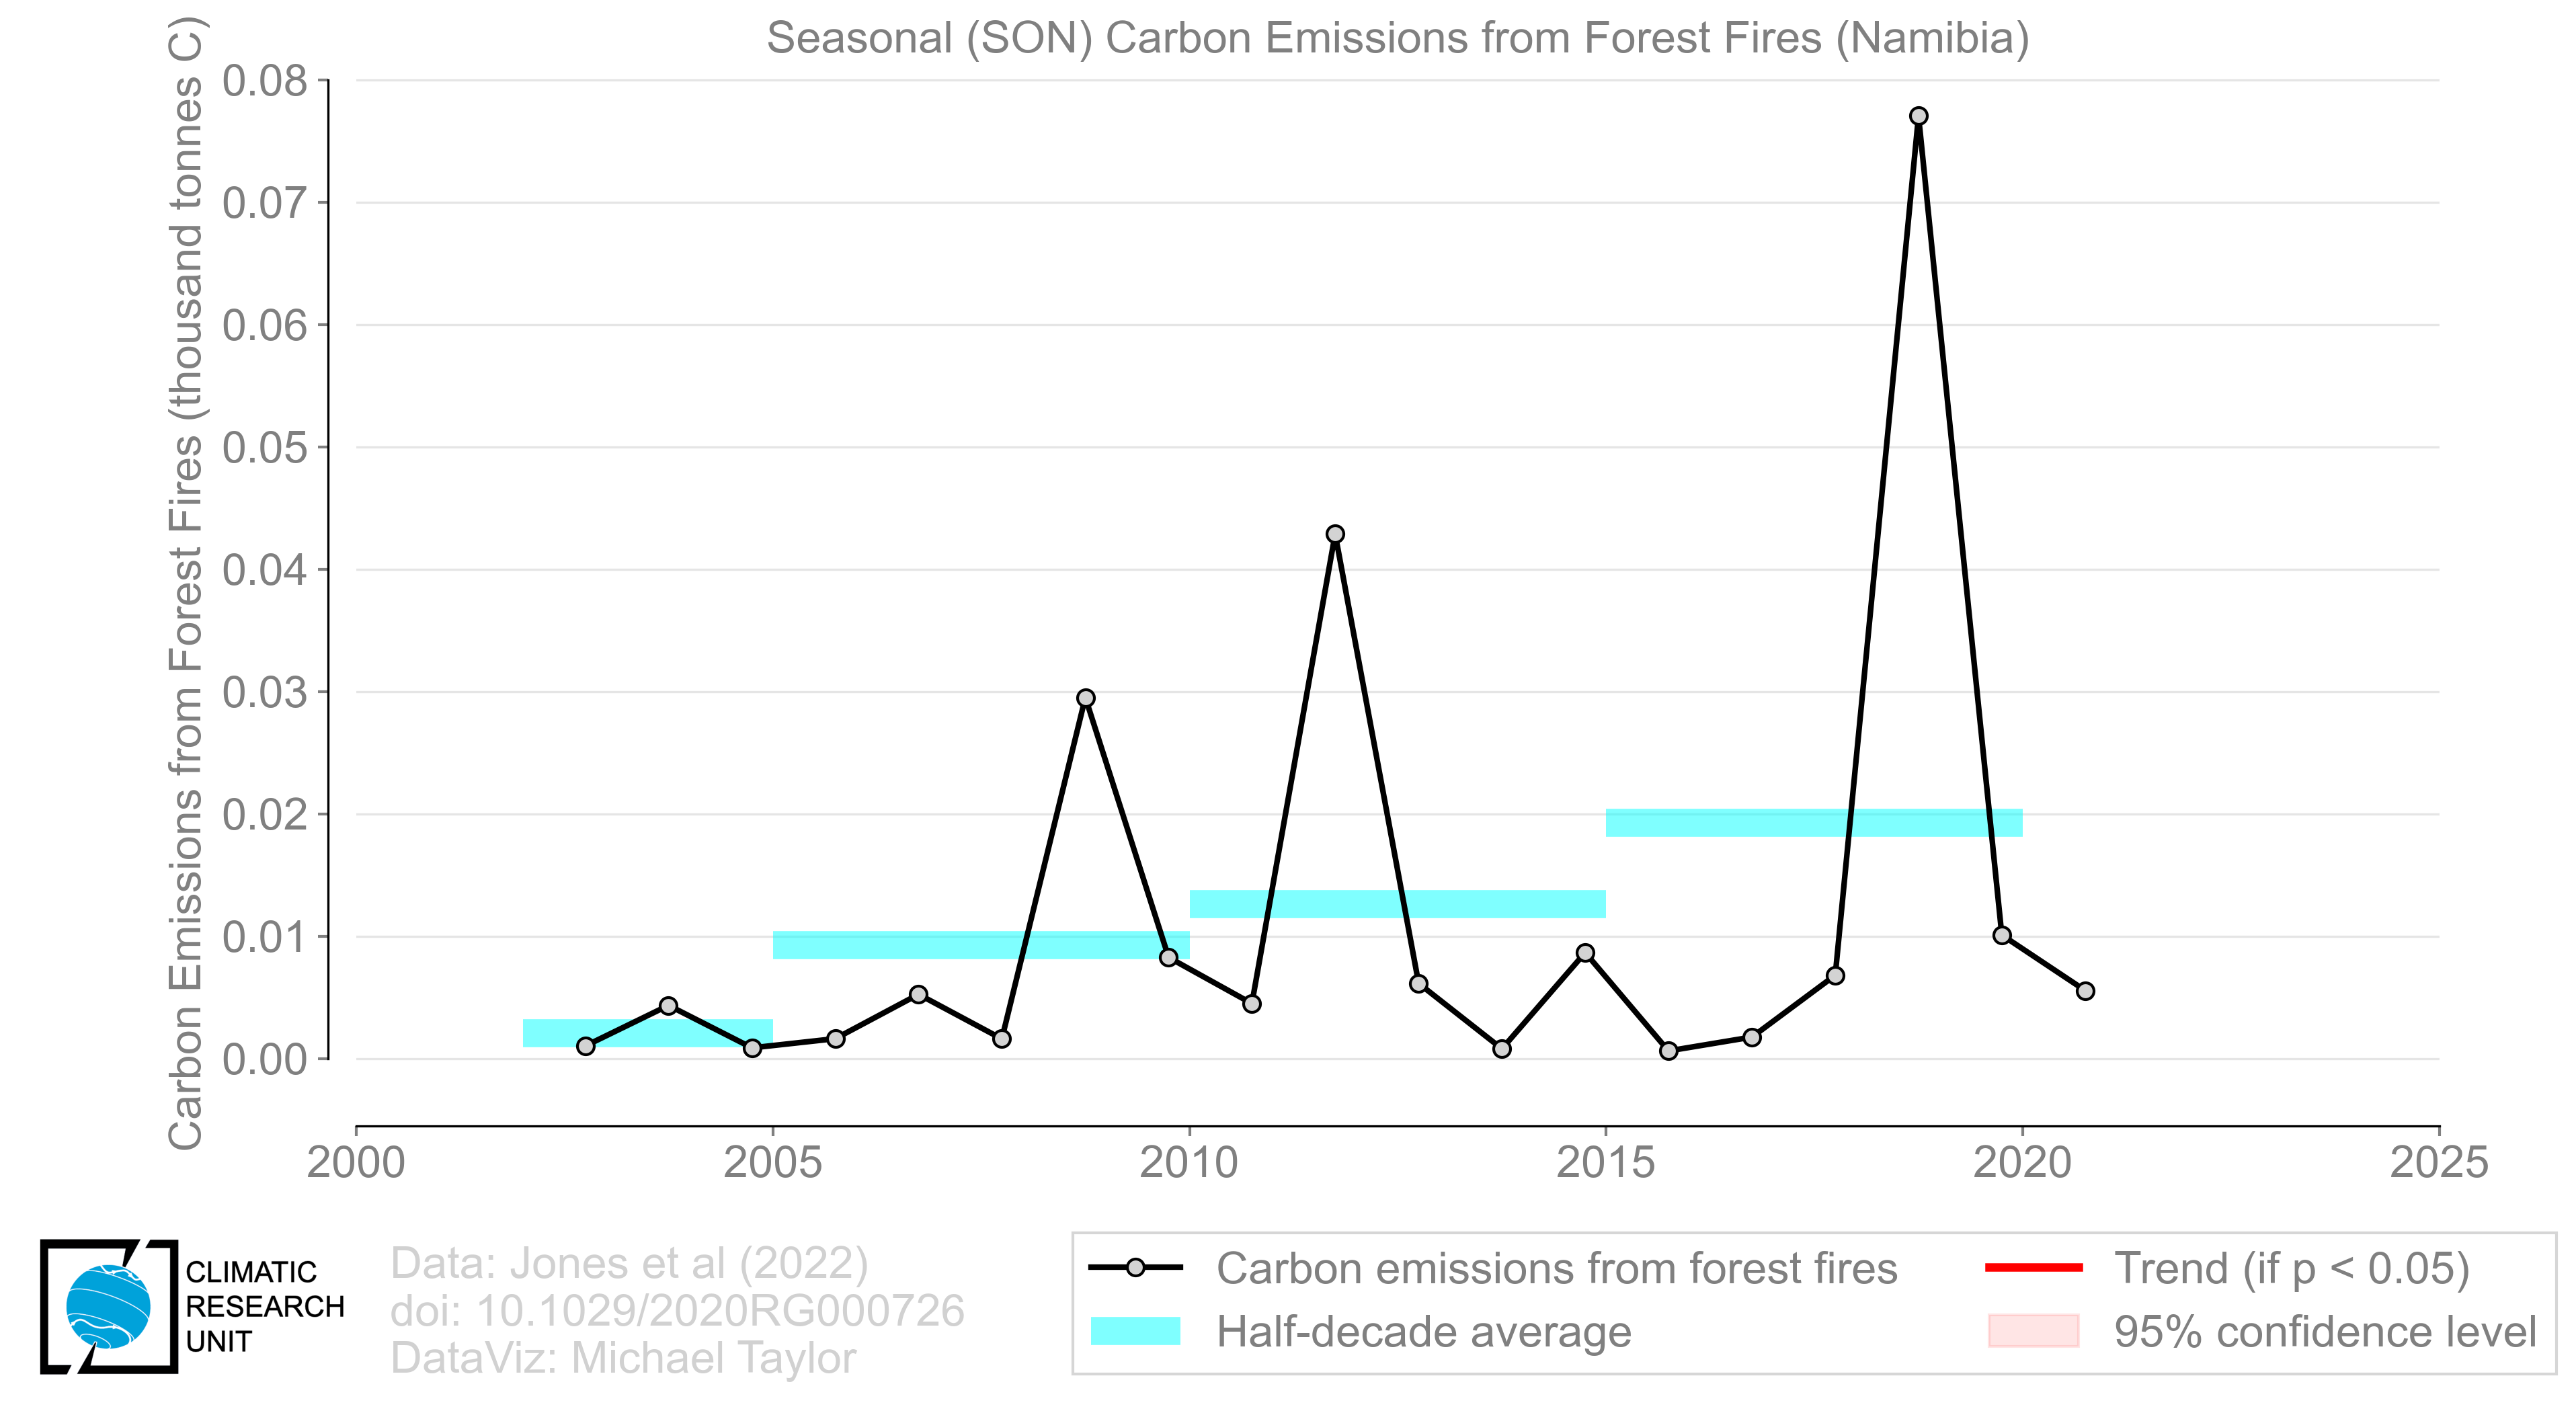 Seasonal (SON) Carbon Emissions from Forest Fires (Namibia)
Carbon Emissions from Forest Fires (thousand tonnes C)
0.08
0.07
0.06
0.05
0.04
0.03
0.02
0.01
0.00
2000 2005 2010 2015 2020 2025
CLIMATIC
RESEARCH
UNIT
Data: Jones et al (2022)
doi: 10.1029/2020RG000726
DataViz: Michael Taylor
Carbon emissions from forest fires
Half-decade average
Trend (if p < 0.05)
95% confidence level